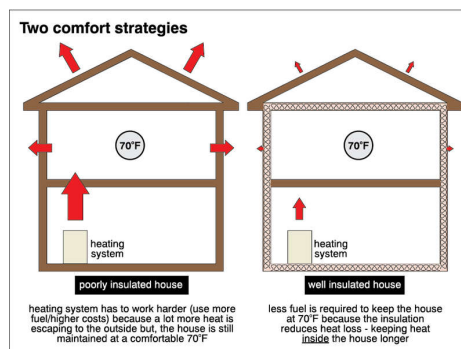 Two comfort strategies
70°F
heating
system
poorly insulated house
heating system has to work harder (use more
fuel/higher costs) because a lot more heat is
escaping to the outside but, the house is still
maintained at a comfortable 70°F
70°F
heating
system
well insulated house
less fuel is required to keep the house
at 70°F because the insulation
reduces heat loss - keeping heat
inside the house longer